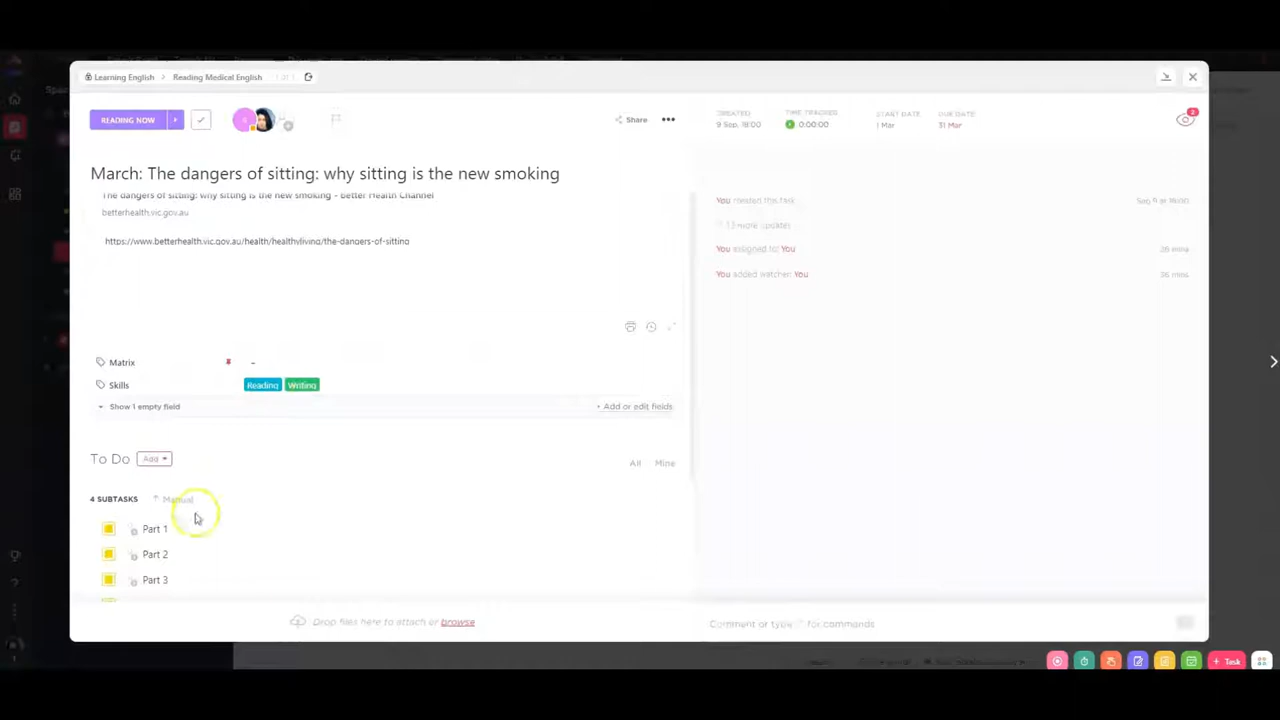 Learning English > Reading Medical English
READING NOW
Share
CREATED
9 Sep, 18:00
TIME TRACKED
0:00:00
START DATE
1 Mar
DUE DATE
31 Mar
2
March: The dangers of sitting: why sitting is the new smoking
The dangers of sitting: why sitting is the new smoking - Better Health Channel
betterhealth.vic.gov.au
https://www.betterhealth.vic.gov.au/health/healthyliving/the-dangers-of-sitting
You created this task
You assigned to: You
You added watcher: You
36 mins
Matrix
-
Skills
Reading Writing
Show 1 empty field
+ Add or edit fields
To Do Add
All Mine
4 SUBTASKS Manual
Part 1
Part 2
Part 3
Drop files here to attach or browse
Comment or type '/' for commands
+ Task